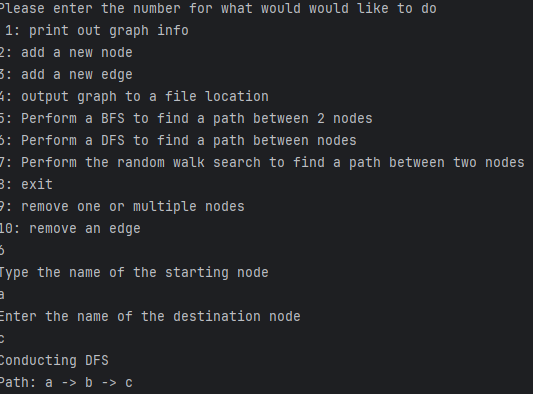 Please enter the number for what would would like to do
1: print out graph info
2: add a new node
3: add a new edge
4: output graph to a file location
5: Perform a BFS to find a path between 2 nodes
6: Perform a DFS to find a path between nodes
7: Perform the random walk search to find a path between two nodes
8: exit
9: remove one or multiple nodes
10: remove an edge
6
Type the name of the starting node
a
Enter the name of the destination node
c
Conducting DFS
Path: a -> b -> c